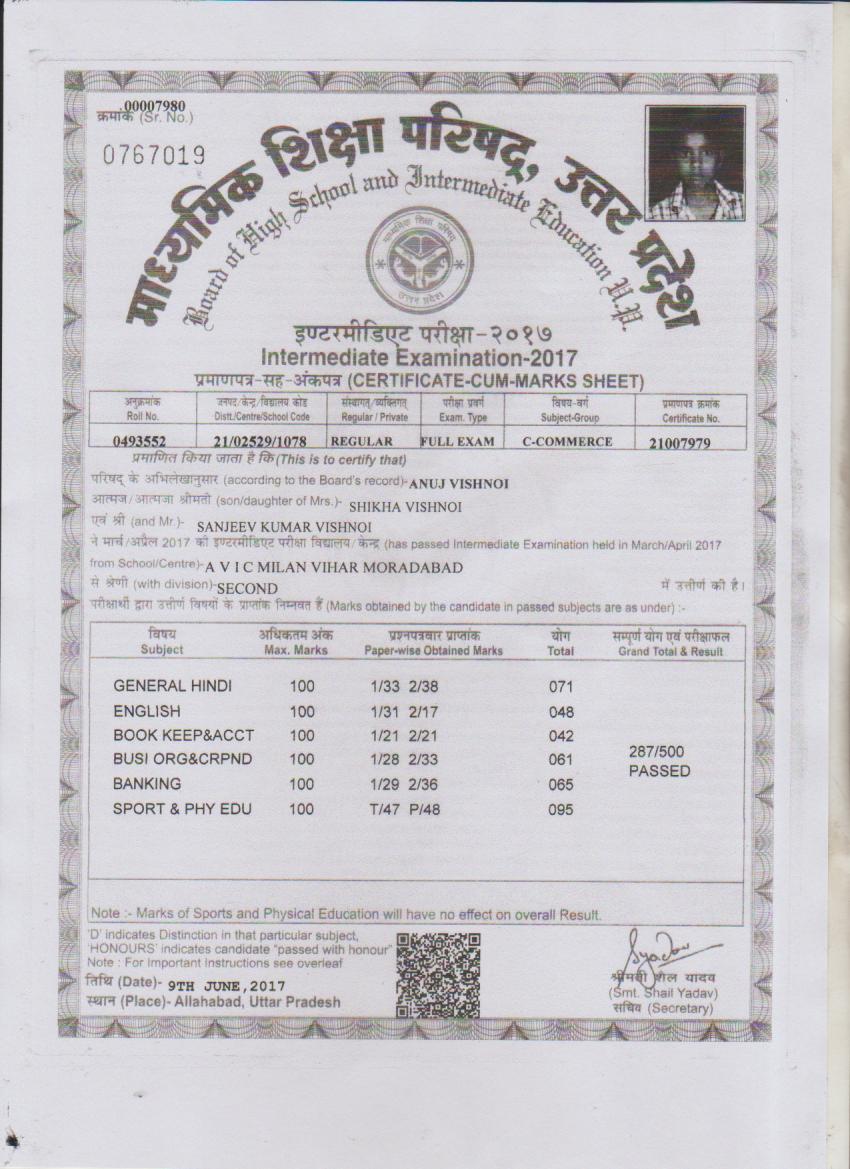 00007980
क्रमांक (Sr. No.)
0767019
माध्यमिक शिक्षा परिषद्, उत्तर प्रदेश
Board of High School and Intermediate Education U.P.
माध्यमिक शिक्षा परिषद्
उत्तर प्रदेश
इण्टरमीडिएट परीक्षा-२०१७
Intermediate Examination-2017
प्रमाणपत्र-सह-अंकपत्र (CERTIFICATE-CUM-MARKS SHEET)
अनुक्रमांक जनपद/केन्द्र/विद्यालय कोड संस्थागत/व्यक्तिगत परीक्षा प्रवर्ग विषय-वर्ग प्रमाणपत्र क्रमांक
Roll No. Distt./Centre/School Code Regular / Private Exam. Type Subject-Group Certificate No.
0493552 21/02529/1078 REGULAR FULL EXAM C-COMMERCE 21007979
प्रमाणित किया जाता है कि (This is to certify that)
परिषद् के अभिलेखानुसार (according to the Board's record)- ANUJ VISHNOI
आत्मज/आत्मजा श्रीमती (son/daughter of Mrs.)- SHIKHA VISHNOI
एवं श्री (and Mr.)- SANJEEV KUMAR VISHNOI
ने मार्च/अप्रैल 2017 की इण्टरमीडिएट परीक्षा विद्यालय/केन्द्र (has passed Intermediate Examination held in March/April 2017
from School/Centre)- A V I C MILAN VIHAR MORADABAD
से श्रेणी (with division)- SECOND में उत्तीर्ण की है।
परीक्षार्थी द्वारा उत्तीर्ण विषयों के प्राप्तांक निम्नवत हैं (Marks obtained by the candidate in passed subjects are as under) :-
विषय अधिकतम अंक प्रश्नपत्रवार प्राप्तांक योग सम्पूर्ण योग एवं परीक्षाफल
Subject Max. Marks Paper-wise Obtained Marks Total Grand Total & Result
GENERAL HINDI 100 1/33 2/38 071
ENGLISH 100 1/31 2/17 048
BOOK KEEP&ACCT 100 1/21 2/21 042
287/500
BUSI ORG&CRPND 100 1/28 2/33 061
PASSED
BANKING 100 1/29 2/36 065
SPORT & PHY EDU 100 T/47 P/48 095
Note :- Marks of Sports and Physical Education will have no effect on overall Result.
'D' indicates Distinction in that particular subject,
'HONOURS' indicates candidate "passed with honour"
Note : For Important Instructions see overleaf
तिथि (Date)- 9TH JUNE,2017
स्थान (Place)- Allahabad, Uttar Pradesh
Syadav
श्रीमती शैल यादव
(Smt. Shail Yadav)
सचिव (Secretary)